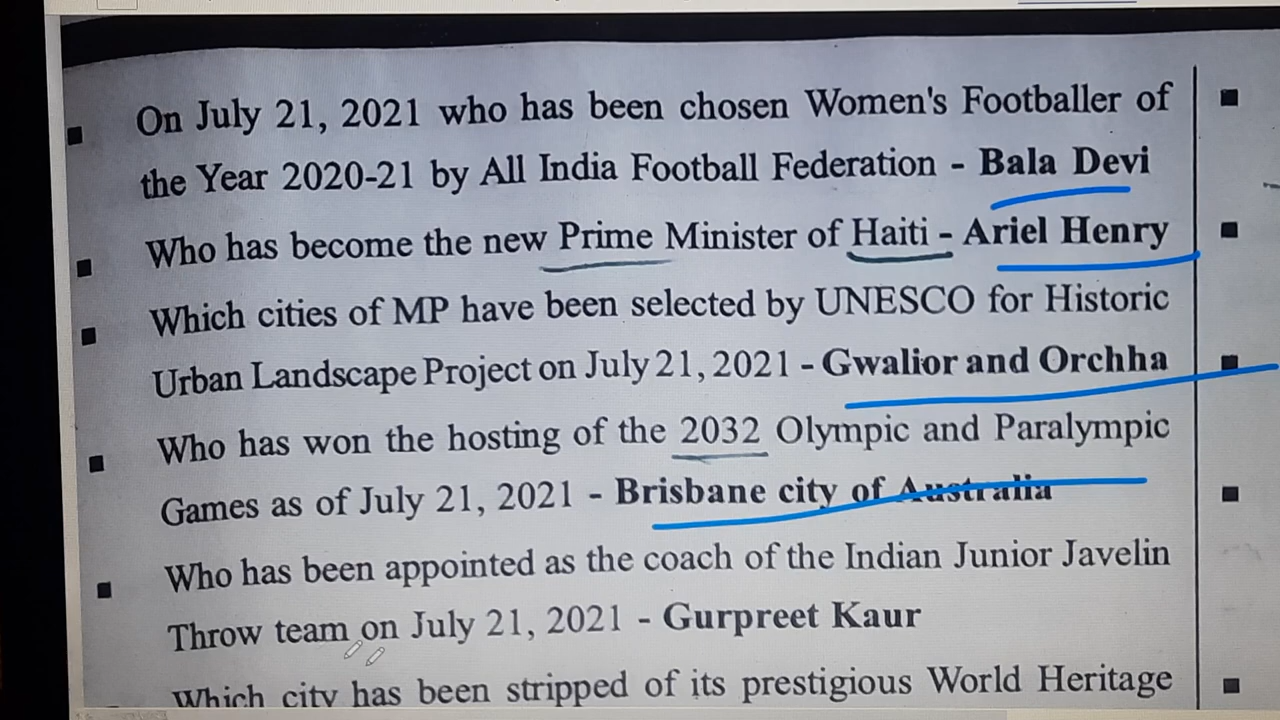 On July 21, 2021 who has been chosen Women's Footballer of
the Year 2020-21 by All India Football Federation - Bala Devi
Who has become the new Prime Minister of Haiti - Ariel Henry
Which cities of MP have been selected by UNESCO for Historic
Urban Landscape Project on July 21, 2021 - Gwalior and Orchha
Who has won the hosting of the 2032 Olympic and Paralympic
Games as of July 21, 2021 - Brisbane city of Australia
Who has been appointed as the coach of the Indian Junior Javelin
Throw team on July 21, 2021 - Gurpreet Kaur
Which city has been stripped of its prestigious World Heritage